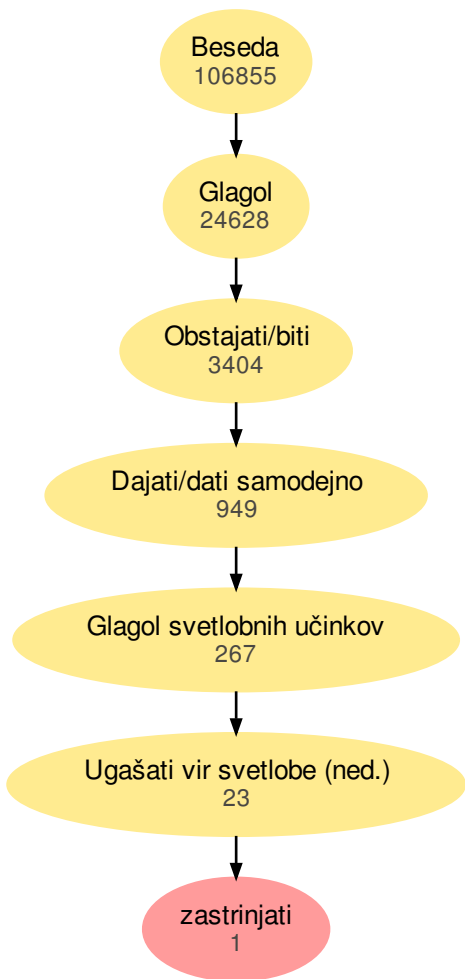 Beseda
106855
Glagol
24628
Obstajati/biti
3404
Dajati/dati samodejno
949
Glagol svetlobnih učinkov
267
Ugašati vir svetlobe (ned.)
23
zastrinjati
1